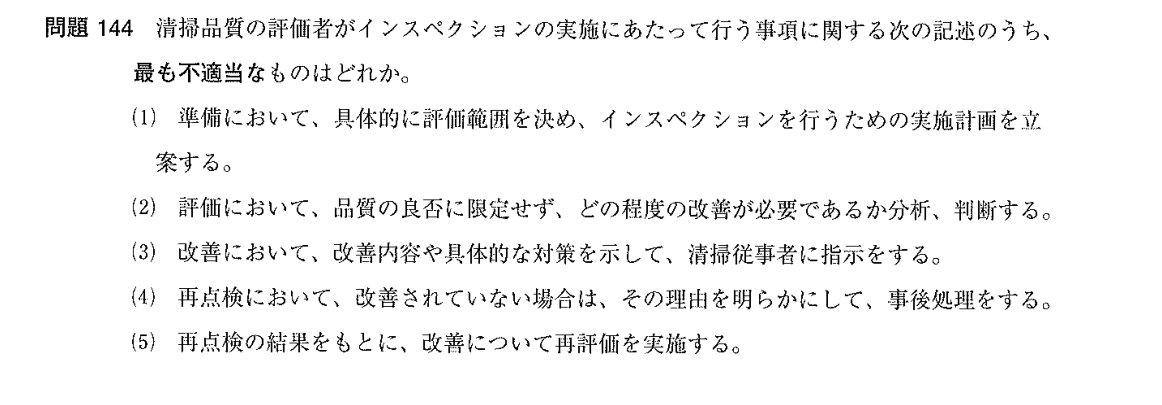 問題 144 清掃品質の評価者がインスペクションの実施にあたって行う事項に関する次の記述のうち、
最も不適当なものはどれか。
(1) 準備において、具体的に評価範囲を決め、インスペクションを行うための実施計画を立
案する。
(2) 評価において、品質の良否に限定せず、どの程度の改善が必要であるか分析、判断する。
(3) 改善において、改善内容や具体的な対策を示して、清掃従事者に指示をする。
(4) 再点検において、改善されていない場合は、その理由を明らかにして、事後処理をする。
(5) 再点検の結果をもとに、改善について再評価を実施する。